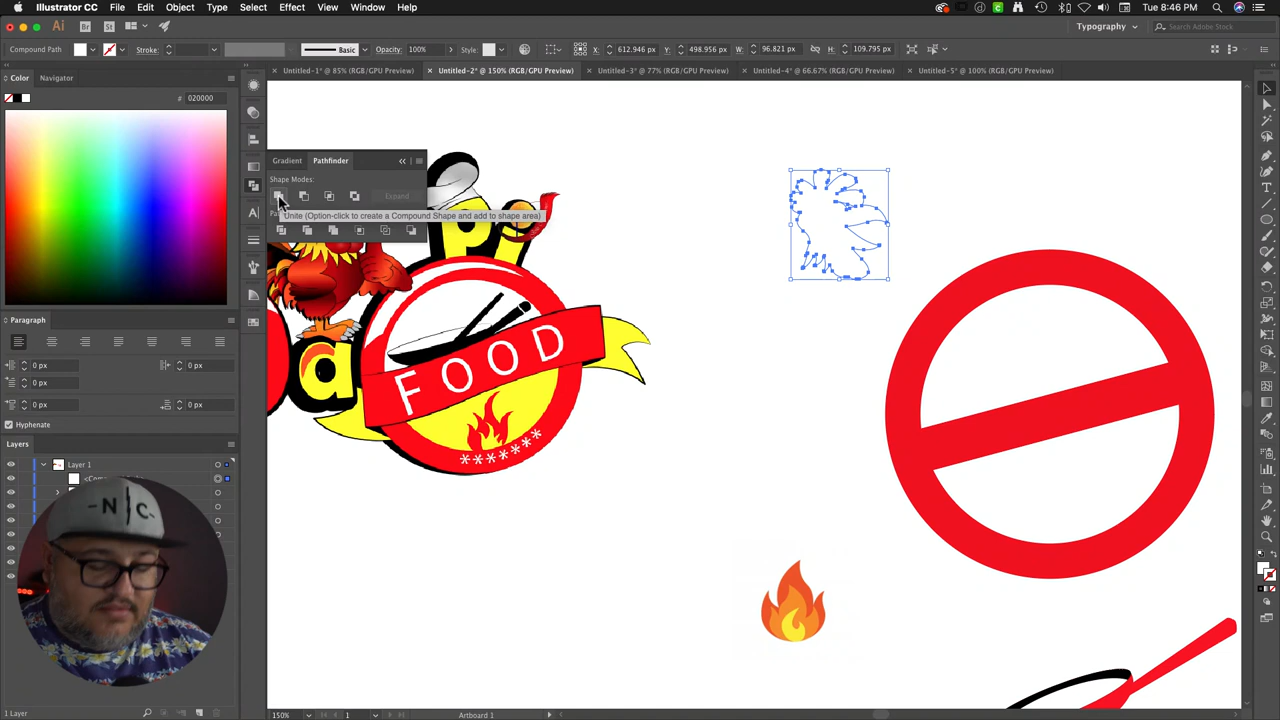 Illustrator CC File Edit Object Type Select Effect View Window Help Tue 8:46 PM
Ai Br St Typography Search Adobe Stock
Compound Path Stroke: Basic Opacity: 100% Style: X: 612.946 px Y: 498.956 px W: 96.821 px H: 109.795 px
Color Navigator
Untitled-1* @ 85% (RGB/GPU Preview) Untitled-2* @ 150% (RGB/GPU Preview) Untitled-3* @ 77% (RGB/GPU Preview) Untitled-4* @ 66.67% (RGB/GPU Preview) Untitled-5* @ 100% (RGB/GPU Preview)
# 020000
Gradient Pathfinder
Shape Modes:
Expand
Unite (Option-click to create a Compound Shape and add to shape area)
P
a
FOOD
*******
Paragraph
0 px 0 px
0 px
0 px 0 px
Hyphenate
Layers
Layer 1
-N C.
1 Layer
150% 1 Artboard 1